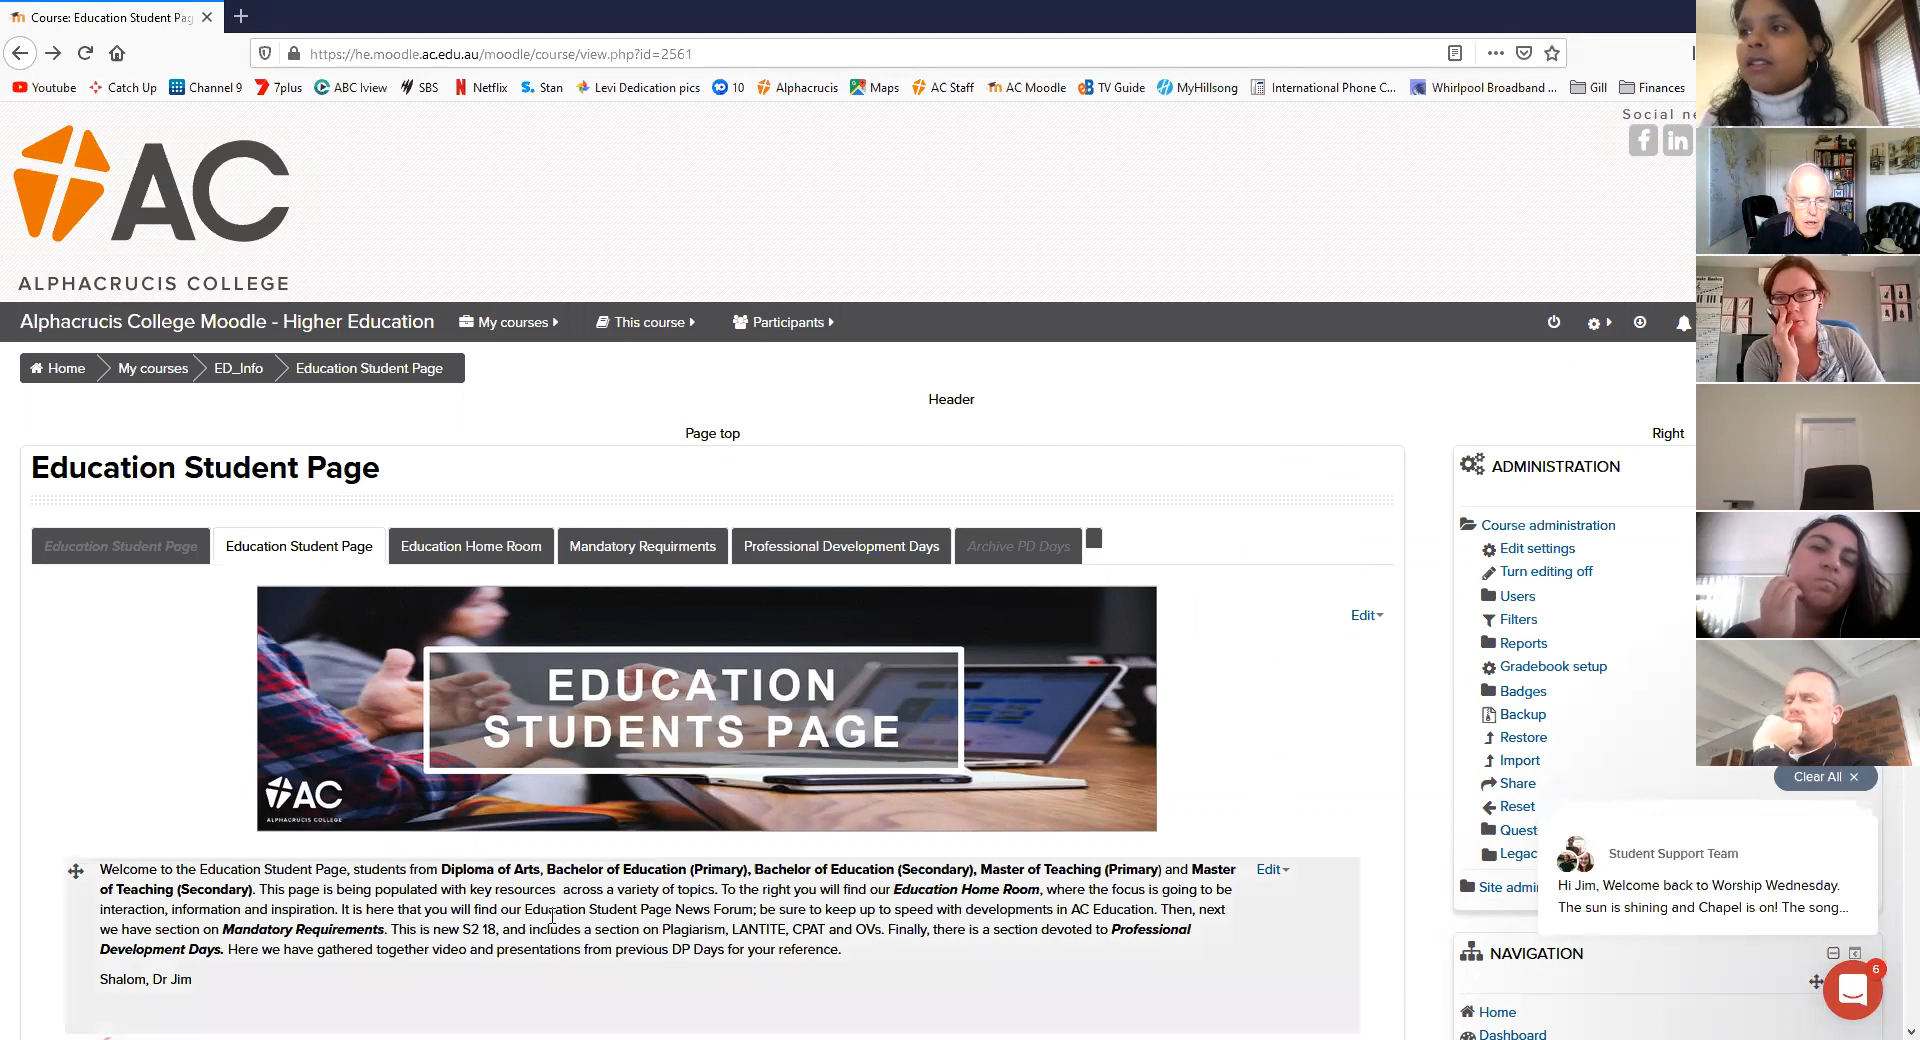 Course: Education Student Pag
https://he.moodle.ac.edu.au/moodle/course/view.php?id=2561
Youtube Catch Up Channel 9 7plus ABC Iview SBS Netflix Stan Levi Dedication pics 10 Alphacrucis Maps AC Staff AC Moodle TV Guide MyHillsong International Phone C... Whirlpool Broadband ... Gill Finances
Social ne
AC
ALPHACRUCIS COLLEGE
Alphacrucis College Moodle - Higher Education My courses This course Participants
Home My courses ED_Info Education Student Page
Header
Page top
Right
Education Student Page
Education Student Page Education Student Page Education Home Room Mandatory Requirments Professional Development Days Archive PD Days
Edit
EDUCATION
STUDENTS PAGE
AC
ALPHACRUCIS COLLEGE
Welcome to the Education Student Page, students from Diploma of Arts, Bachelor of Education (Primary), Bachelor of Education (Secondary), Master of Teaching (Primary) and Master
of Teaching (Secondary). This page is being populated with key resources across a variety of topics. To the right you will find our Education Home Room, where the focus is going to be
interaction, information and inspiration. It is here that you will find our Education Student Page News Forum; be sure to keep up to speed with developments in AC Education. Then, next
we have section on Mandatory Requirements. This is new S2 18, and includes a section on Plagiarism, LANTITE, CPAT and OVs. Finally, there is a section devoted to Professional
Development Days. Here we have gathered together video and presentations from previous DP Days for your reference.
Shalom, Dr Jim
Edit
ADMINISTRATION
Course administration
Edit settings
Turn editing off
Users
Filters
Reports
Gradebook setup
Badges
Backup
Restore
Import
Share
Reset
Quest
Legac
Site admi
Clear All
Student Support Team
Hi Jim, Welcome back to Worship Wednesday.
The sun is shining and Chapel is on! The song...
NAVIGATION
6
Home
Dashboard